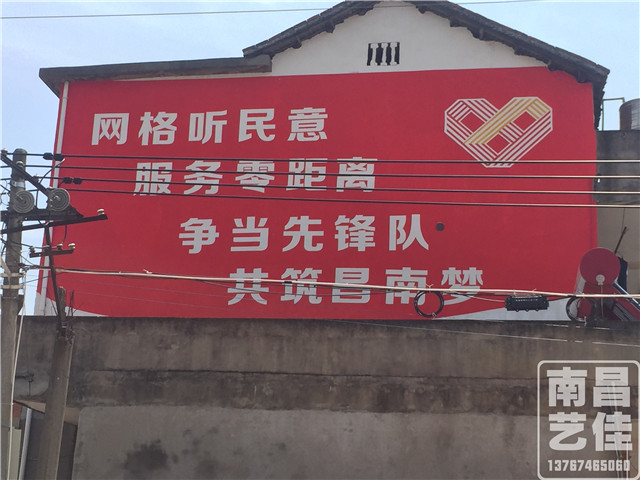 网格听民意
服务零距离
争当先锋队
共筑昌南梦
南昌
艺佳
13767465060